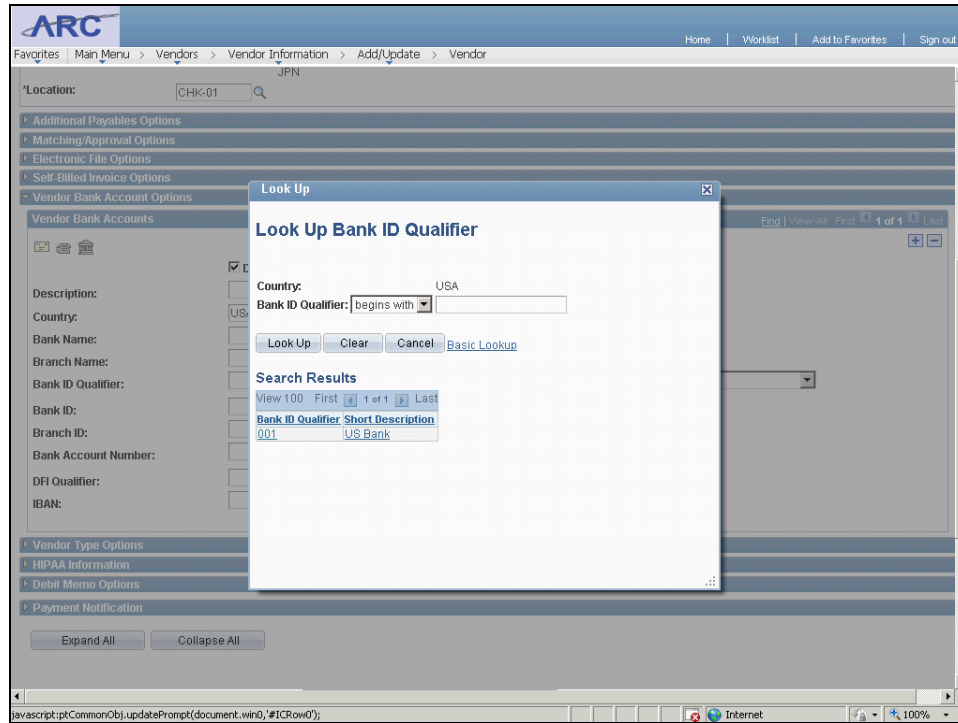 ARC
Home | Worklist | Add to Favorites | Sign out
Favorites Main Menu > Vendors > Vendor Information > Add/Update > Vendor
JPN
*Location: CHK-01
Additional Payables Options
Matching/Approval Options
Electronic File Options
Self-Billed Invoice Options
Vendor Bank Account Options
Vendor Bank Accounts
Find | View All First 1 of 1 Last
Description:
Country:
Bank Name:
Branch Name:
Bank ID Qualifier:
Bank ID:
Branch ID:
Bank Account Number:
DFI Qualifier:
IBAN:
Look Up
Look Up Bank ID Qualifier
Country: USA
Bank ID Qualifier: begins with
Look Up Clear Cancel Basic Lookup
Search Results
View 100 First 1 of 1 Last
Bank ID Qualifier Short Description
001 US Bank
Vendor Type Options
HIPAA Information
Debit Memo Options
Payment Notification
Expand All Collapse All
javascript:ptCommonObj.updatePrompt(document.win0,'#ICRow0'); Internet 100%